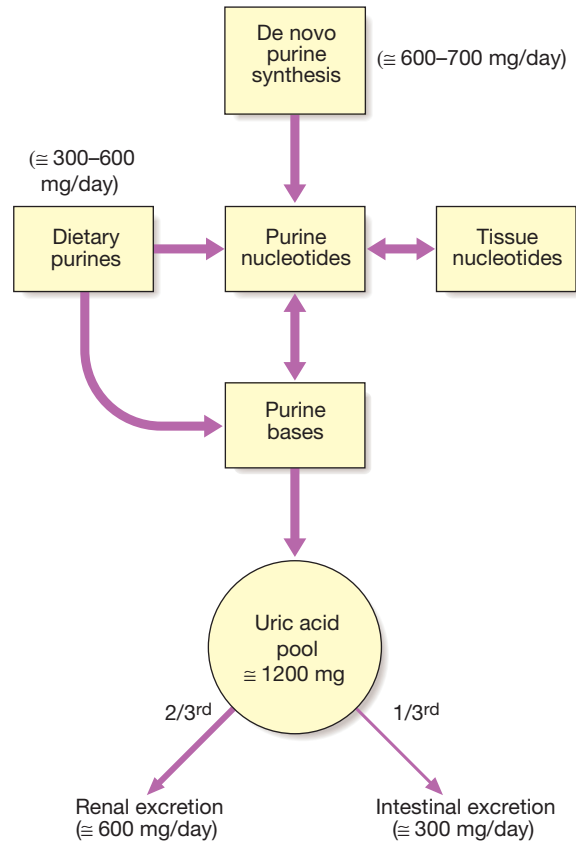 De novo
purine
synthesis
(≅ 600–700 mg/day)
(≅ 300–600
mg/day)
Dietary
purines
Purine
nucleotides
Tissue
nucleotides
Purine
bases
Uric acid
pool
≅ 1200 mg
2/3rd
1/3rd
Renal excretion
(≅ 600 mg/day)
Intestinal excretion
(≅ 300 mg/day)